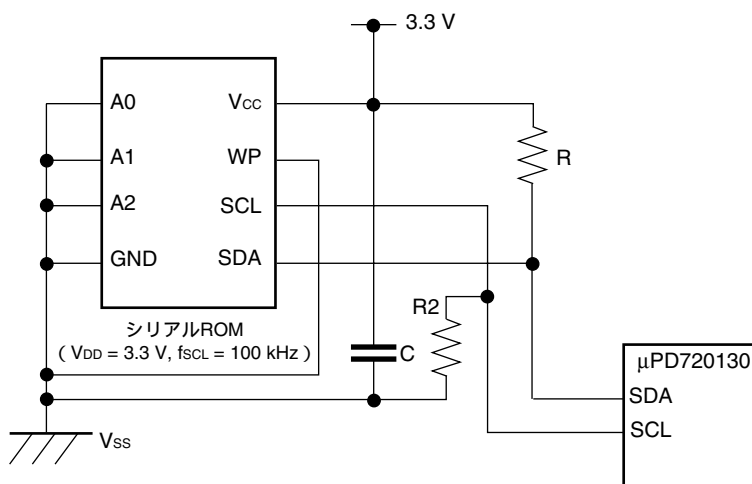 3.3 V
A0
VCC
A1
WP
A2
SCL
GND
SDA
R
R2
シリアルROM
( VDD = 3.3 V, fSCL = 100 kHz )
C
μPD720130
SDA
SCL
VSS